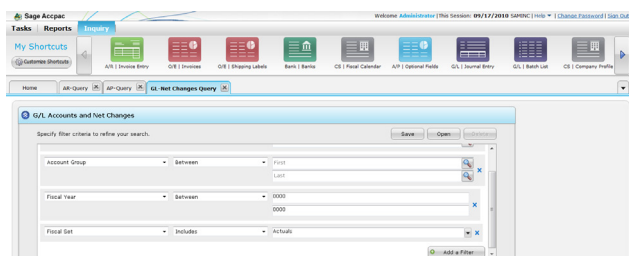 Sage Accpac
Welcome Administrator | This Session: 09/17/2010 SAMINC | Help | Change Password | Sign Out
Tasks Reports Inquiry
My Shortcuts
Customize Shortcuts
A/R | Invoice Entry O/E | Invoices O/E | Shipping Labels Bank | Banks CS | Fiscal Calendar A/P | Optional Fields G/L | Journal Entry G/L | Batch List CS | Company Profile
Home AR-Query AP-Query GL-Net Changes Query
G/L Accounts and Net Changes
Specify filter criteria to refine your search. Save Open Delete
Account Group Between First
Last
Fiscal Year Between 0000
0000
Fiscal Set Includes Actuals
Add a Filter